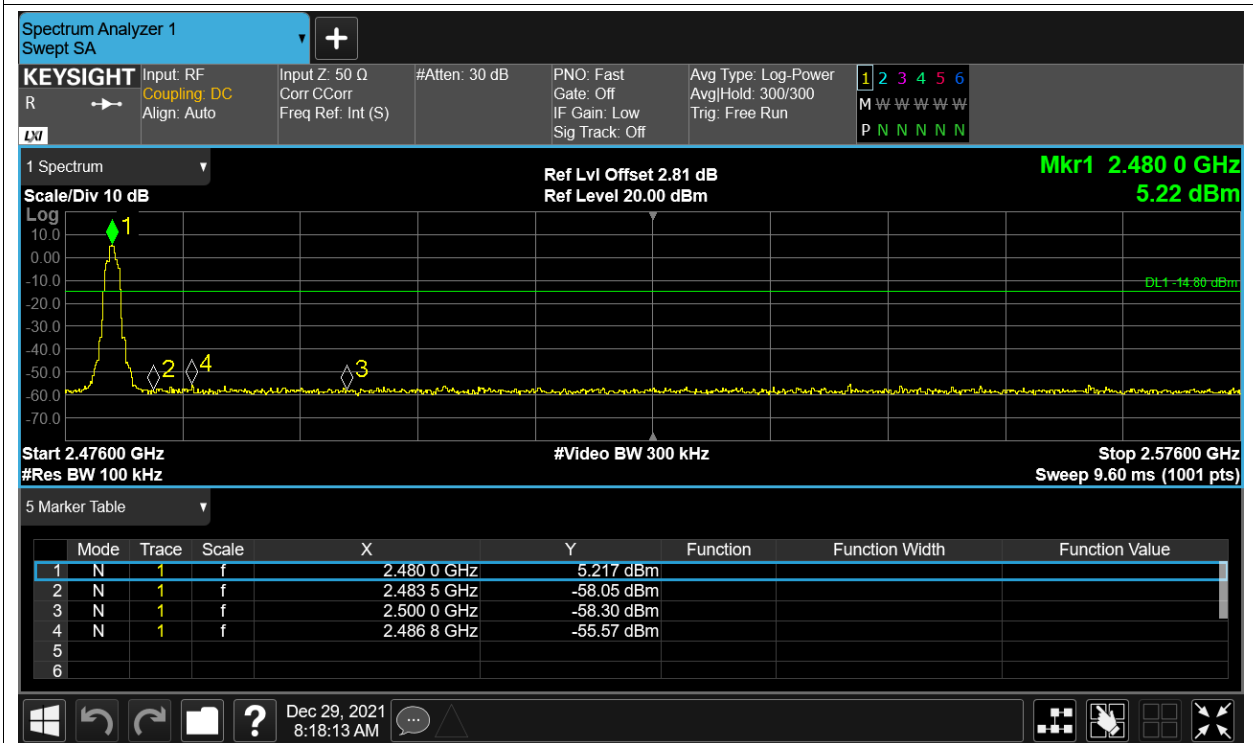 Spectrum Analyzer 1
Swept SA
KEYSIGHT Input: RF Input Z: 50 Ω #Atten: 30 dB PNO: Fast Avg Type: Log-Power 1 2 3 4 5 6
R Coupling: DC Corr CCorr Gate: Off Avg|Hold: 300/300 M W W W W W
Align: Auto Freq Ref: Int (S) IF Gain: Low Trig: Free Run
LXI Sig Track: Off P N N N N N
1 Spectrum Ref Lvl Offset 2.81 dB Mkr1 2.480 0 GHz
Scale/Div 10 dB Ref Level 20.00 dBm 5.22 dBm
Log
1
10.0
0.00
-10.0
DL1 -14.80 dBm
-20.0
-30.0
-40.0
2 4 3
-50.0
-60.0
-70.0
Start 2.47600 GHz #Video BW 300 kHz Stop 2.57600 GHz
#Res BW 100 kHz Sweep 9.60 ms (1001 pts)
5 Marker Table
Mode Trace Scale X Y Function Function Width Function Value
1 N 1 f 2.480 0 GHz 5.217 dBm
2 N 1 f 2.483 5 GHz -58.05 dBm
3 N 1 f 2.500 0 GHz -58.30 dBm
4 N 1 f 2.486 8 GHz -55.57 dBm
5
6
? Dec 29, 2021
8:18:13 AM